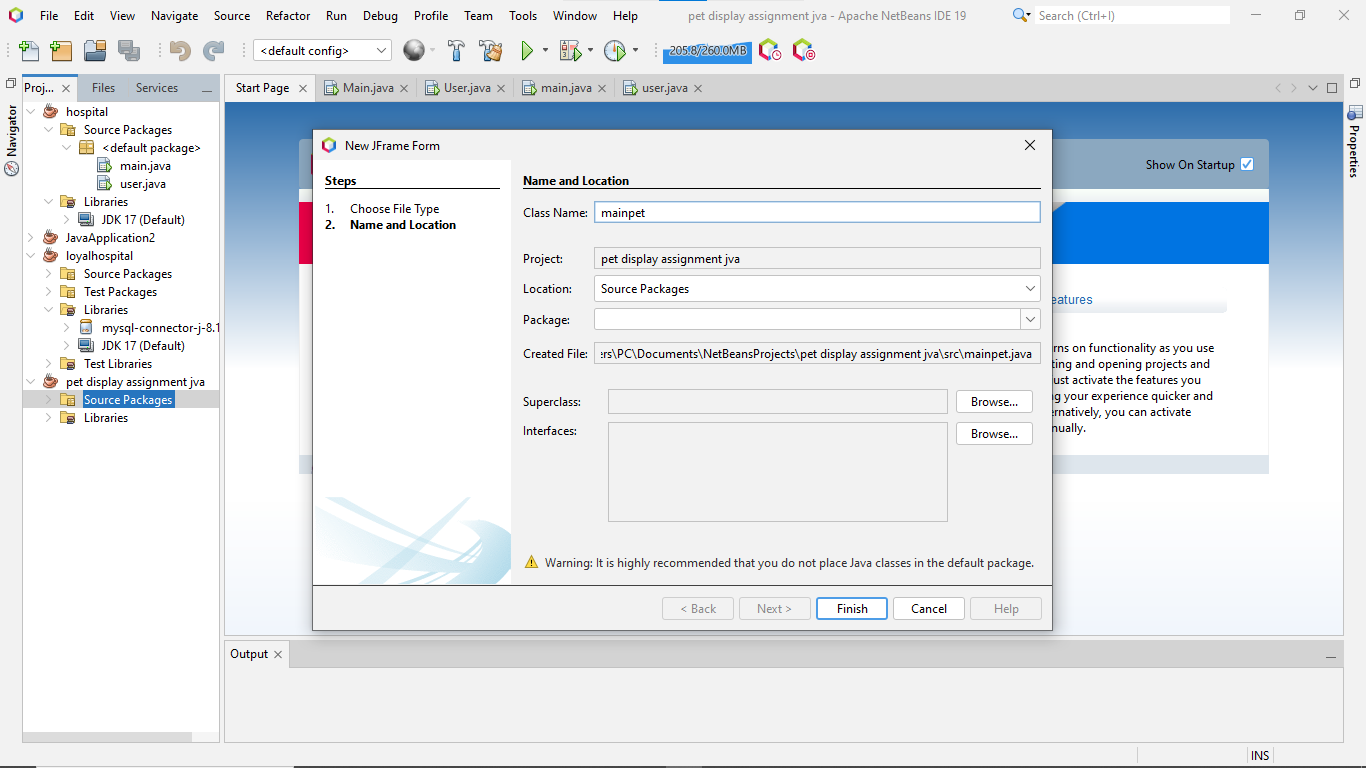 File Edit View Navigate Source Refactor Run Debug Profile Team Tools Window Help pet display assignment jva - Apache NetBeans IDE 19 Search (Ctrl+I)
<default config> 205.8/260.0MB
Proj... Files Services Start Page Main.java User.java main.java user.java
Navigator
Properties
hospital
Source Packages
<default package>
main.java
user.java
Libraries
JDK 17 (Default)
JavaApplication2
loyalhospital
Source Packages
Test Packages
Libraries
mysql-connector-j-8.1
JDK 17 (Default)
Test Libraries
pet display assignment jva
Source Packages
Libraries
Show On Startup
New JFrame Form
Steps
1. Choose File Type
2. Name and Location
Name and Location
Class Name: mainpet
Project: pet display assignment jva
Location: Source Packages
Package:
Created File: ers\PC\Documents\NetBeansProjects\pet display assignment jva\src\mainpet.java
Superclass: Browse...
Interfaces: Browse...
Warning: It is highly recommended that you do not place Java classes in the default package.
< Back Next > Finish Cancel Help
eatures
rns on functionality as you use
ting and opening projects and
ust activate the features you
ng your experience quicker and
ernatively, you can activate
nually.
Output
INS